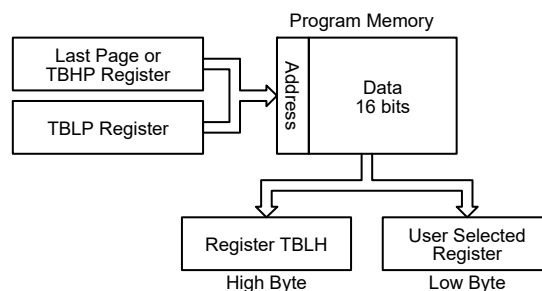 Program Memory
Last Page or
TBHP Register
TBLP Register
Address
Data
16 bits
Register TBLH
User Selected
Register
High Byte
Low Byte